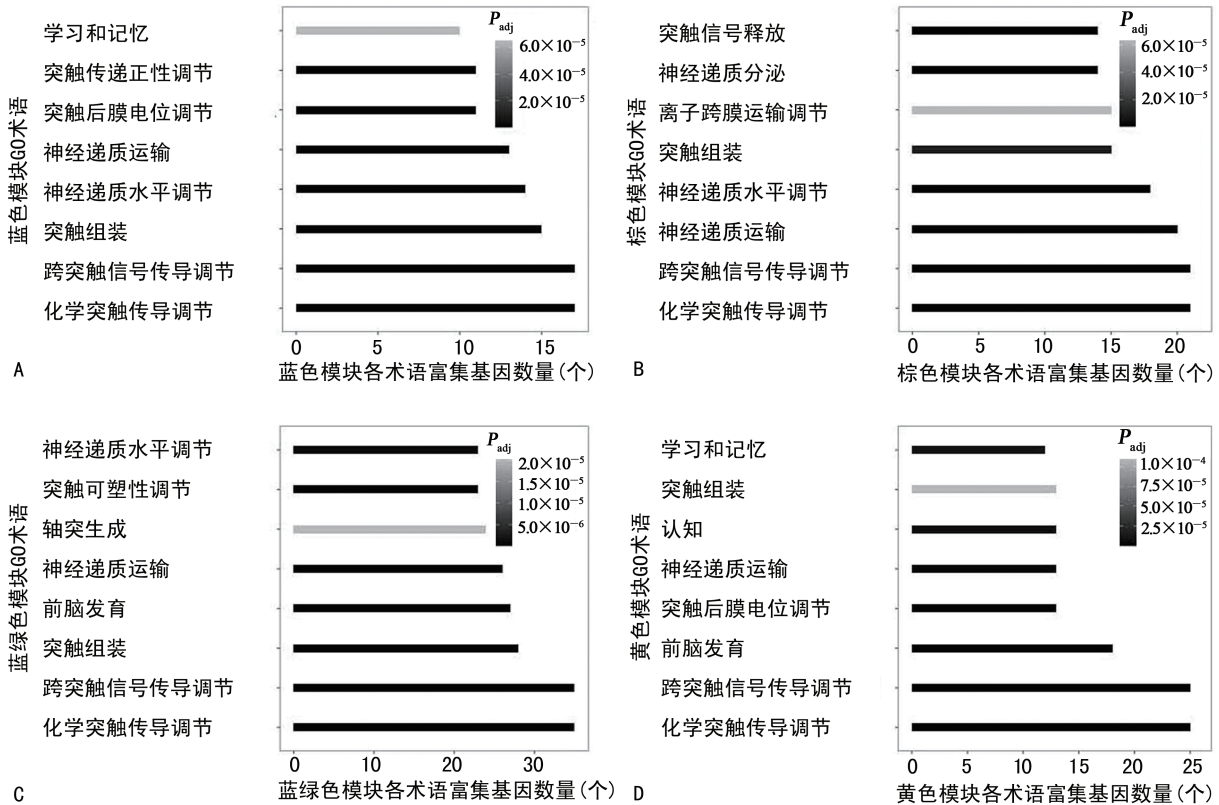 蓝色模块GO术语
学习和记忆
突触传递正性调节
突触后膜电位调节
神经递质运输
神经递质水平调节
突触组装
跨突触信号传导调节
化学突触传导调节
Padj
6.0×10−5
4.0×10−5
2.0×10−5
0 5 10 15
A 蓝色模块各术语富集基因数量(个)
棕色模块GO术语
突触信号释放
神经递质分泌
离子跨膜运输调节
突触组装
神经递质水平调节
神经递质运输
跨突触信号传导调节
化学突触传导调节
Padj
6.0×10−5
4.0×10−5
2.0×10−5
0 5 10 15 20
B 棕色模块各术语富集基因数量(个)
蓝绿色模块GO术语
神经递质水平调节
突触可塑性调节
轴突生成
神经递质运输
前脑发育
突触组装
跨突触信号传导调节
化学突触传导调节
Padj
2.0×10−5
1.5×10−5
1.0×10−5
5.0×10−6
0 10 20 30
C 蓝绿色模块各术语富集基因数量(个)
黄色模块GO术语
学习和记忆
突触组装
认知
神经递质运输
突触后膜电位调节
前脑发育
跨突触信号传导调节
化学突触传导调节
Padj
1.0×10−4
7.5×10−5
5.0×10−5
2.5×10−5
0 5 10 15 20 25
D 黄色模块各术语富集基因数量(个)